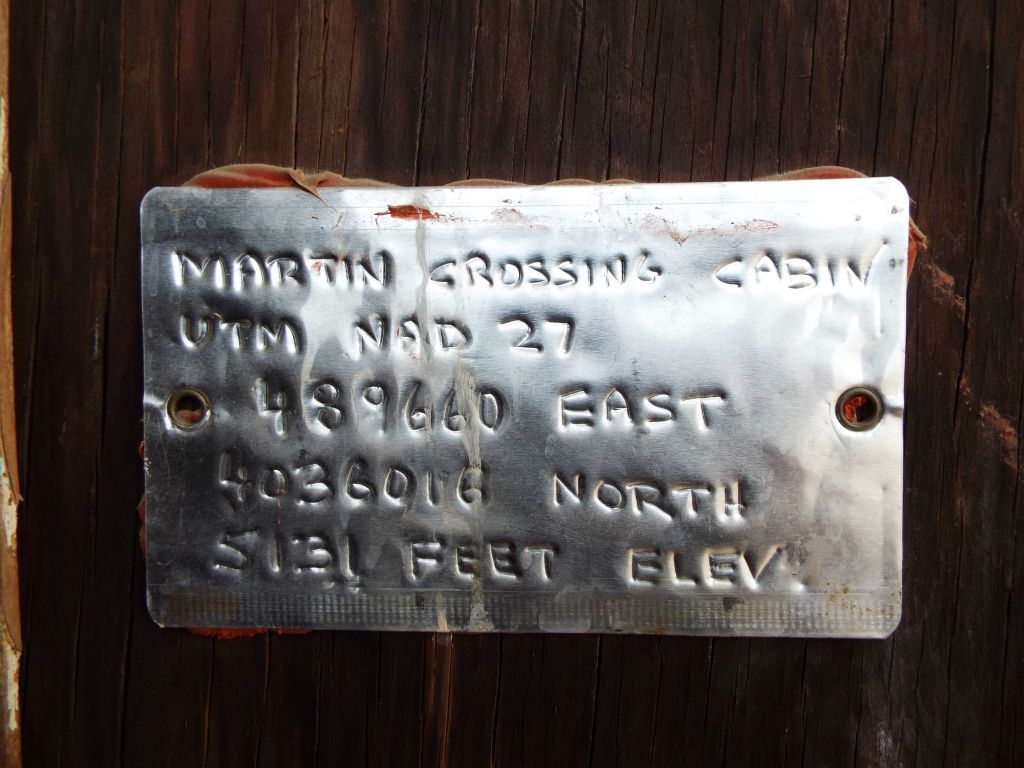 MARTIN CROSSING CABIN
UTM NAD 27
489660 EAST
4036016 NORTH
5131 FEET ELEV.